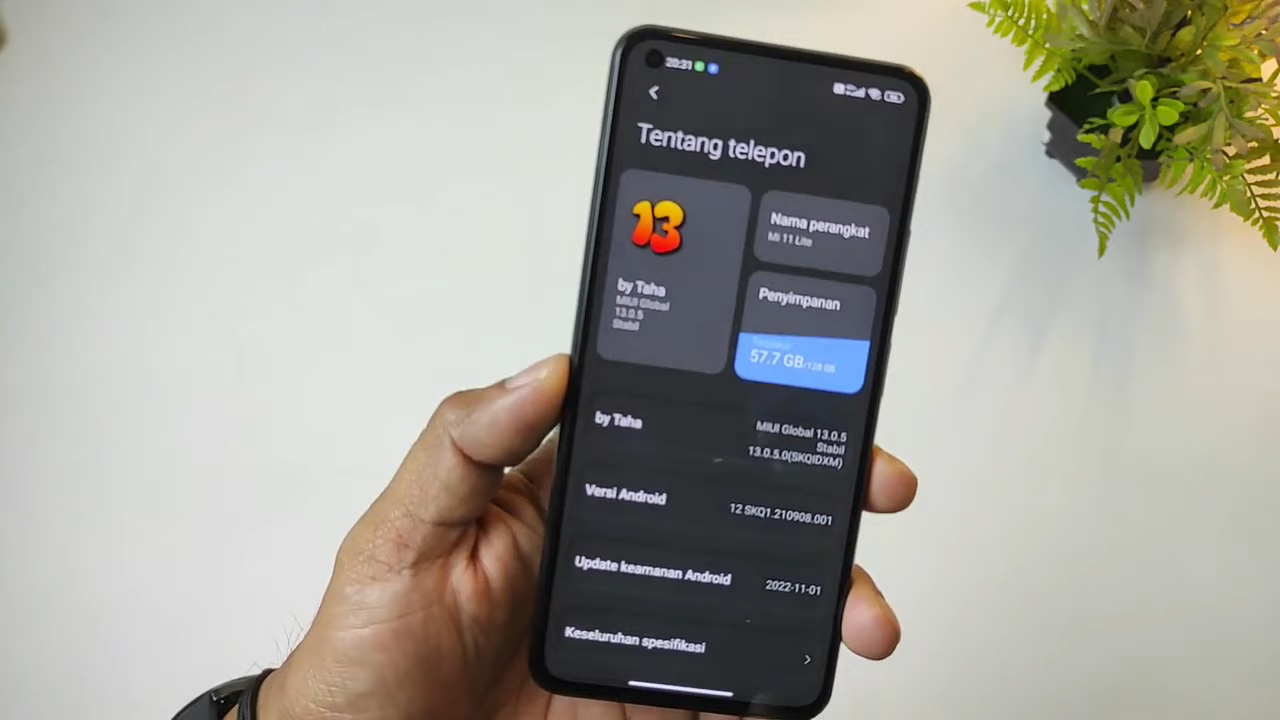 20:31
Tentang telepon
13
by Taha
MIUI Global
13.0.5
Stabil
Nama perangkat
Mi 11 Lite
Penyimpanan
57.7 GB/128 GB
by Taha
MIUI Global 13.0.5
Stabil
13.0.5.0(SKQIDXM)
Versi Android
12 SKQ1.210908.001
Update keamanan Android
2022-11-01
Keseluruhan spesifikasi